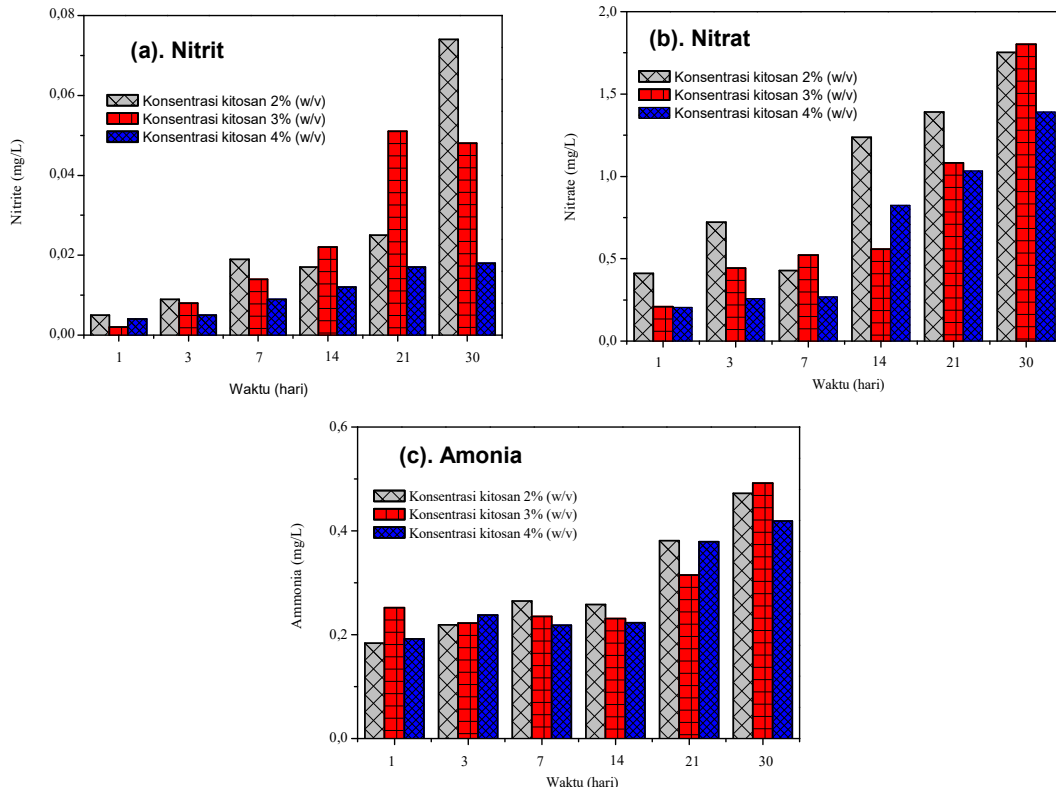 (a). Nitrit
Konsentrasi kitosan 2% (w/v)
Konsentrasi kitosan 3% (w/v)
Konsentrasi kitosan 4% (w/v)
Nitrite (mg/L)
0,08
0,06
0,04
0,02
0,00
1 3 7 14 21 30
Waktu (hari)
(b). Nitrat
Konsentrasi kitosan 2% (w/v)
Konsentrasi kitosan 3% (w/v)
Konsentrasi kitosan 4% (w/v)
Nitrate (mg/L)
2,0
1,5
1,0
0,5
0,0
1 3 7 14 21 30
Waktu (hari)
(c). Amonia
Konsentrasi kitosan 2% (w/v)
Konsentrasi kitosan 3% (w/v)
Konsentrasi kitosan 4% (w/v)
Ammonia (mg/L)
0,6
0,4
0,2
0,0
1 3 7 14 21 30
Waktu (hari)